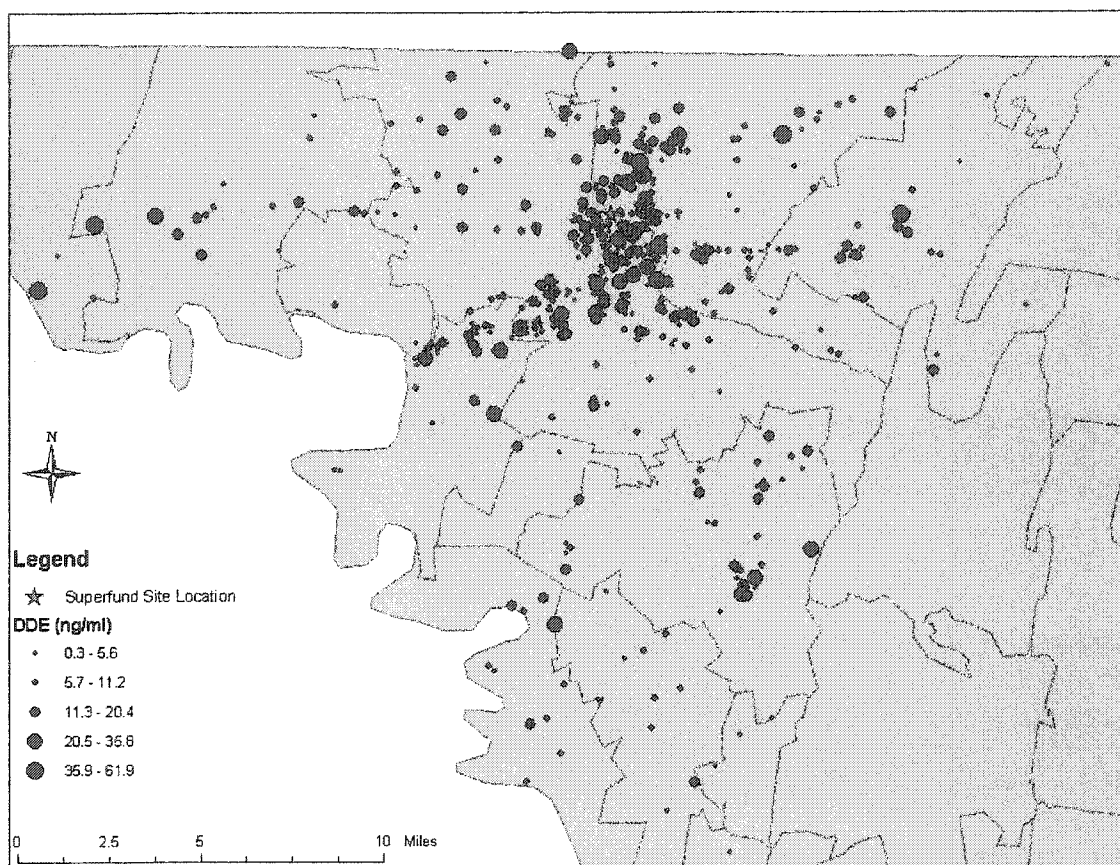 N
Legend
Superfund Site Location
DDE (ng/ml)
0.3 - 5.6
5.7 - 11.2
11.3 - 20.4
20.5 - 35.8
35.9 - 61.9
0 2.5 5 10 Miles